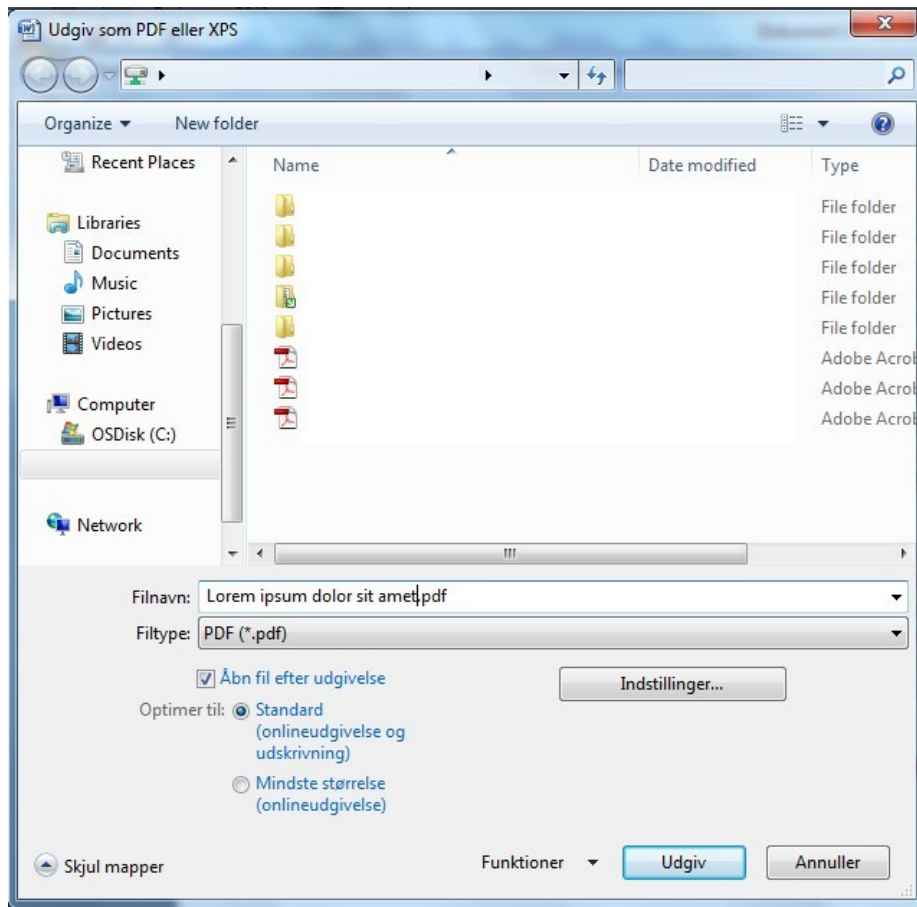 Udgiv som PDF eller XPS
Organize
New folder
Recent Places
Libraries
Documents
Music
Pictures
Videos
Computer
OSDisk (C:)
Network
Name
Date modified
Type
File folder
File folder
File folder
File folder
File folder
Adobe Acrob
Adobe Acrob
Adobe Acrob
Filnavn: Lorem ipsum dolor sit amet.pdf
Filtype: PDF (*.pdf)
Åbn fil efter udgivelse
Indstillinger...
Optimer til: Standard
(onlineudgivelse og
udskrivning)
Mindste størrelse
(onlineudgivelse)
Skjul mapper
Funktioner
Udgiv
Annuller